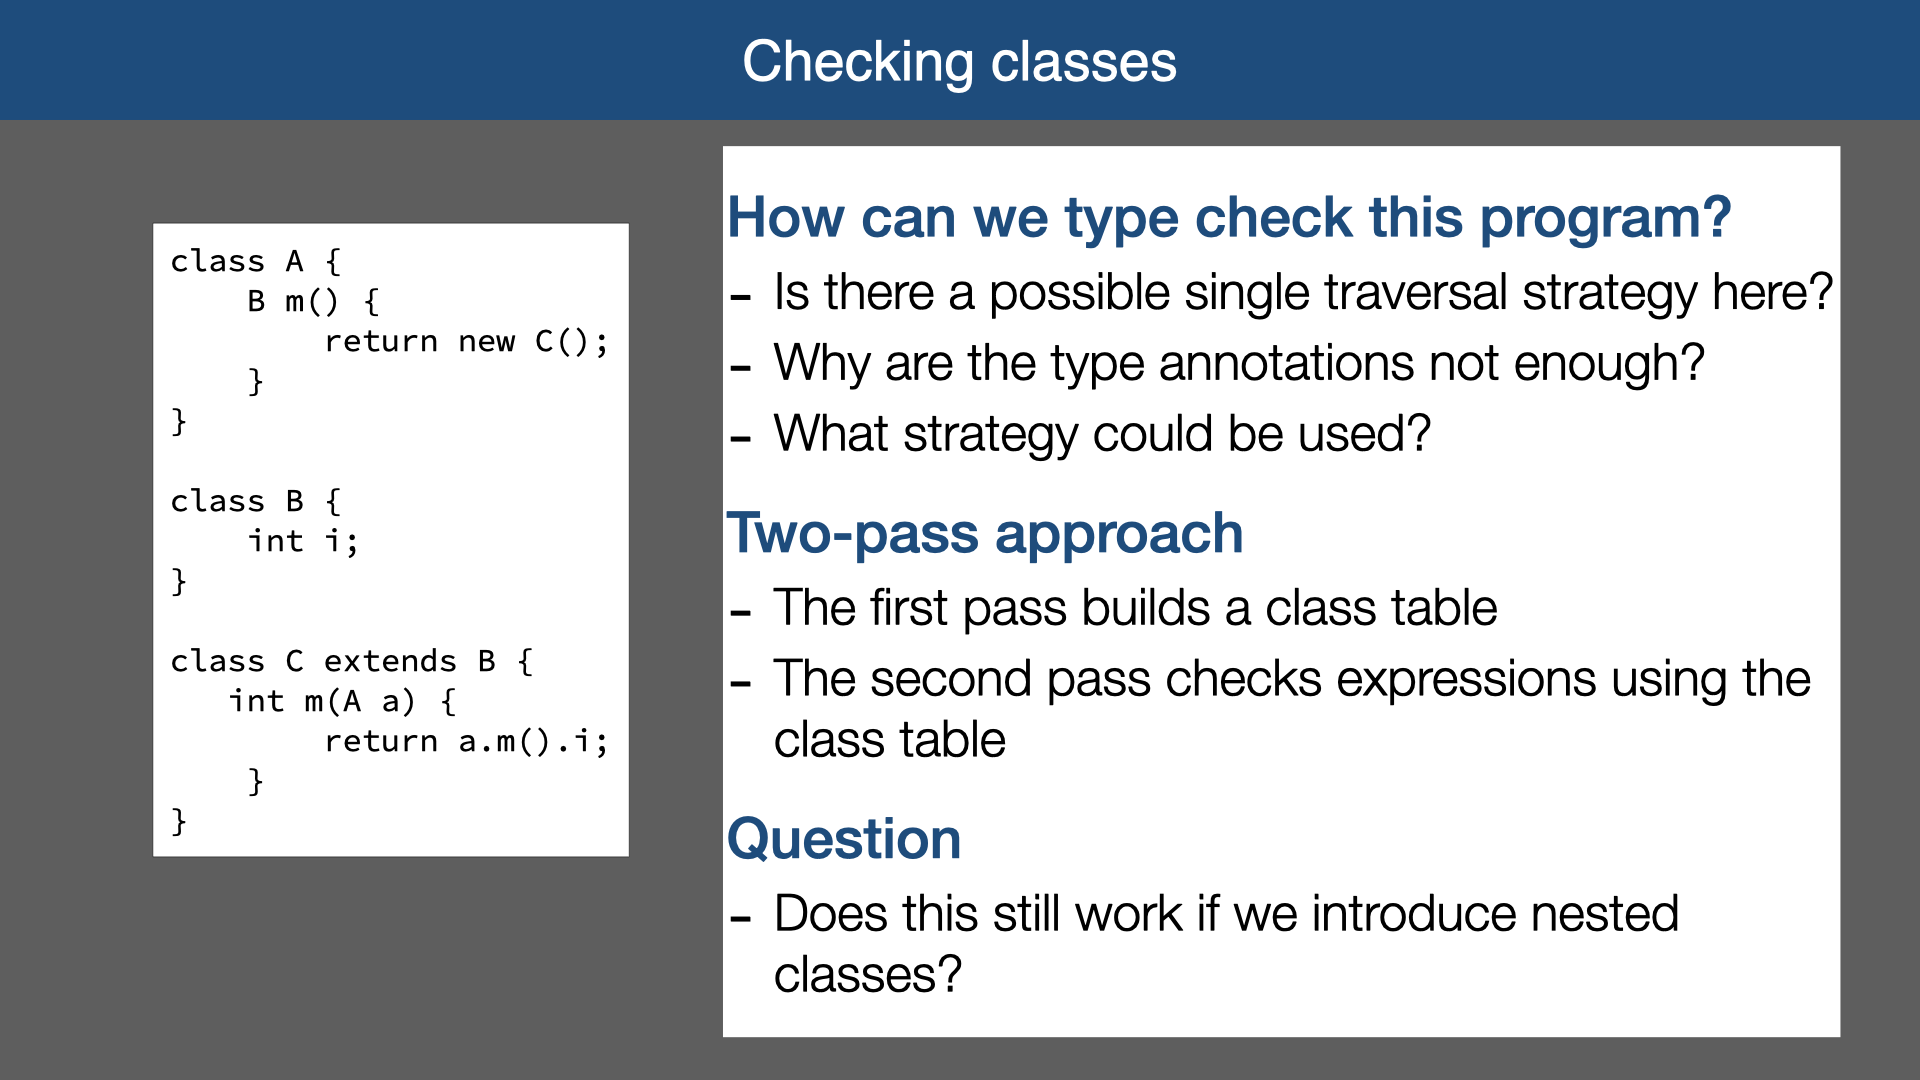 Checking classes
class A {
     B m() {
         return new C();
     }
}

class B {
     int i;
}

class C extends B {
   int m(A a) {
         return a.m().i;
     }
}
How can we type check this program?
- Is there a possible single traversal strategy here?
- Why are the type annotations not enough?
- What strategy could be used?
Two-pass approach
- The first pass builds a class table
- The second pass checks expressions using the
class table
Question
- Does this still work if we introduce nested
classes?